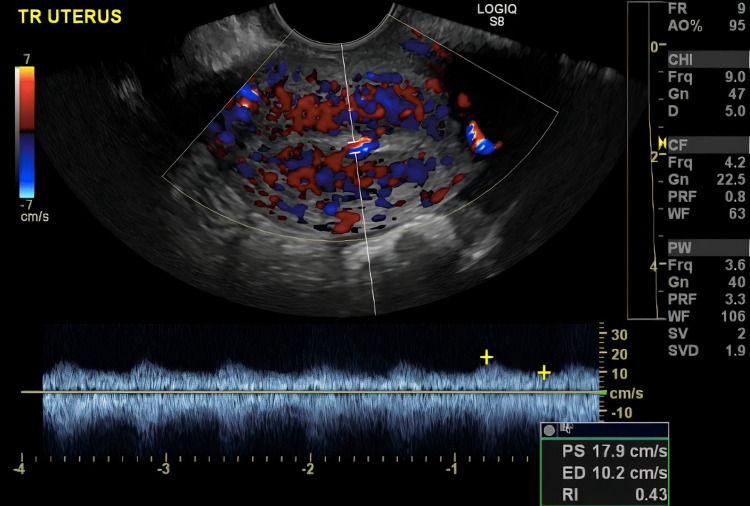 TR UTERUS
LOGIQ
S8
FR 9
AO% 95
CHI
Frq 9.0
Gn 47
D 5.0
CF
Frq 4.2
Gn 22.5
PRF 0.8
WF 63
PW
Frq 3.6
Gn 40
PRF 3.3
WF 106
SV 2
SVD 1.9
7
-7
cm/s
0
2
4
30
20
10
cm/s
-10
-4
-3
-2
-1
PS 17.9 cm/s
ED 10.2 cm/s
RI 0.43